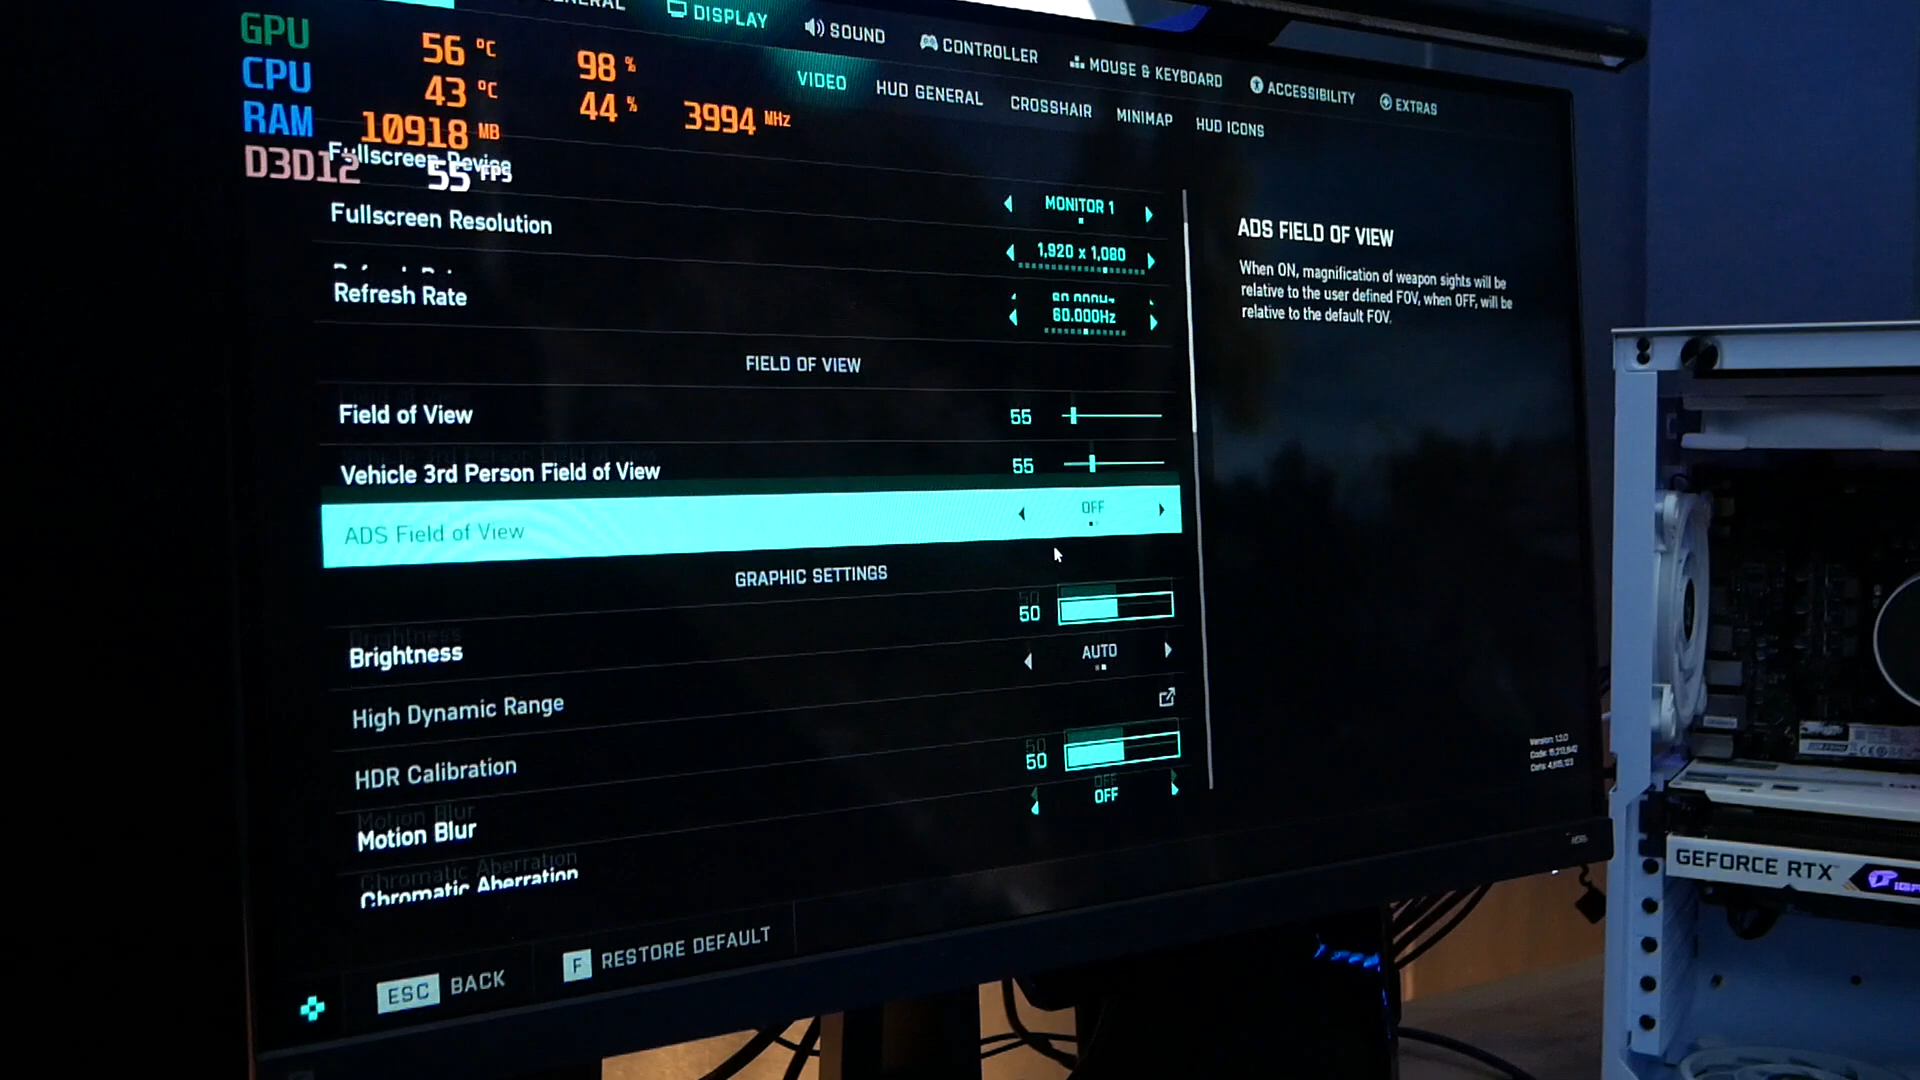 GENERAL
DISPLAY
SOUND
CONTROLLER
MOUSE & KEYBOARD
ACCESSIBILITY
EXTRAS
VIDEO
HUD GENERAL
CROSSHAIR
MINIMAP
HUD ICONS
GPU 56 °C 98 %
CPU 43 °C 44 % 3994 MHz
RAM 10918 MB
D3D12 55 FPS
Fullscreen Device MONITOR 1
Fullscreen Resolution 1,920 x 1,080
Refresh Rate 60.000Hz
FIELD OF VIEW
Field of View 55
Vehicle 3rd Person Field of View 55
ADS Field of View OFF
GRAPHIC SETTINGS
Brightness 50
High Dynamic Range AUTO
HDR Calibration
Motion Blur 50
Chromatic Aberration OFF
ESC BACK
F RESTORE DEFAULT
ADS FIELD OF VIEW
When ON, magnification of weapon sights will be
relative to the user defined FOV, when OFF, will be
relative to the default FOV.
GEFORCE RTX